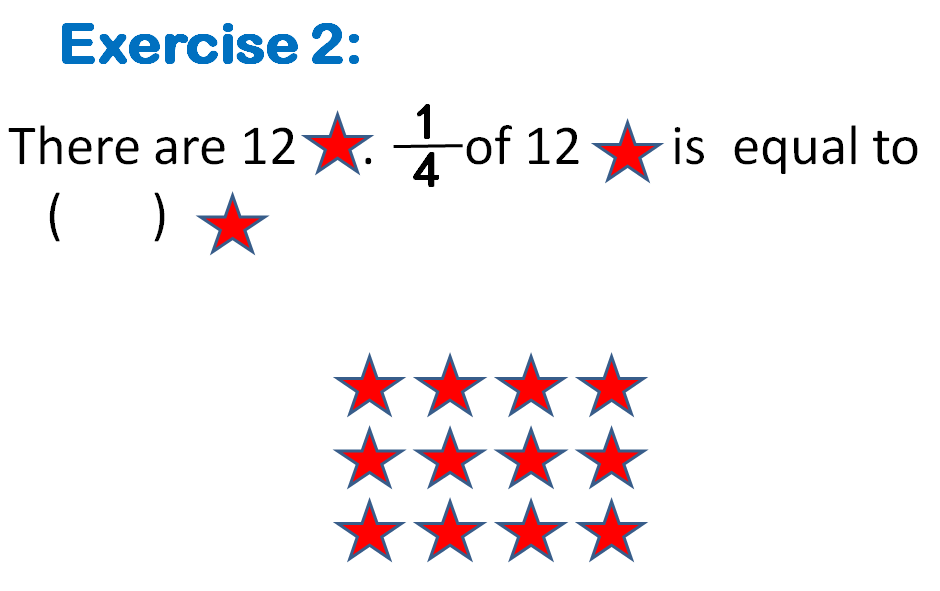 Exercise 2:
There are 12 ★. 1/4 of 12 ★ is equal to
( ) ★